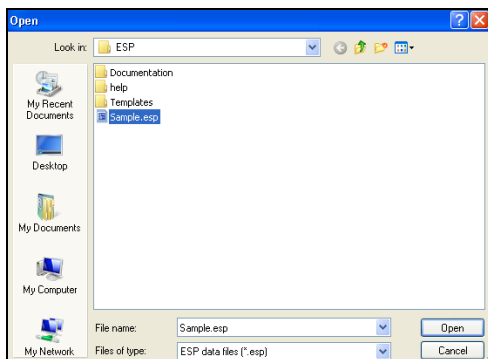 Open
Look in: ESP
My Recent Documents
Desktop
My Documents
My Computer
My Network
Documentation
help
Templates
Sample.esp
File name: Sample.esp Open
Files of type: ESP data files (*.esp) Cancel